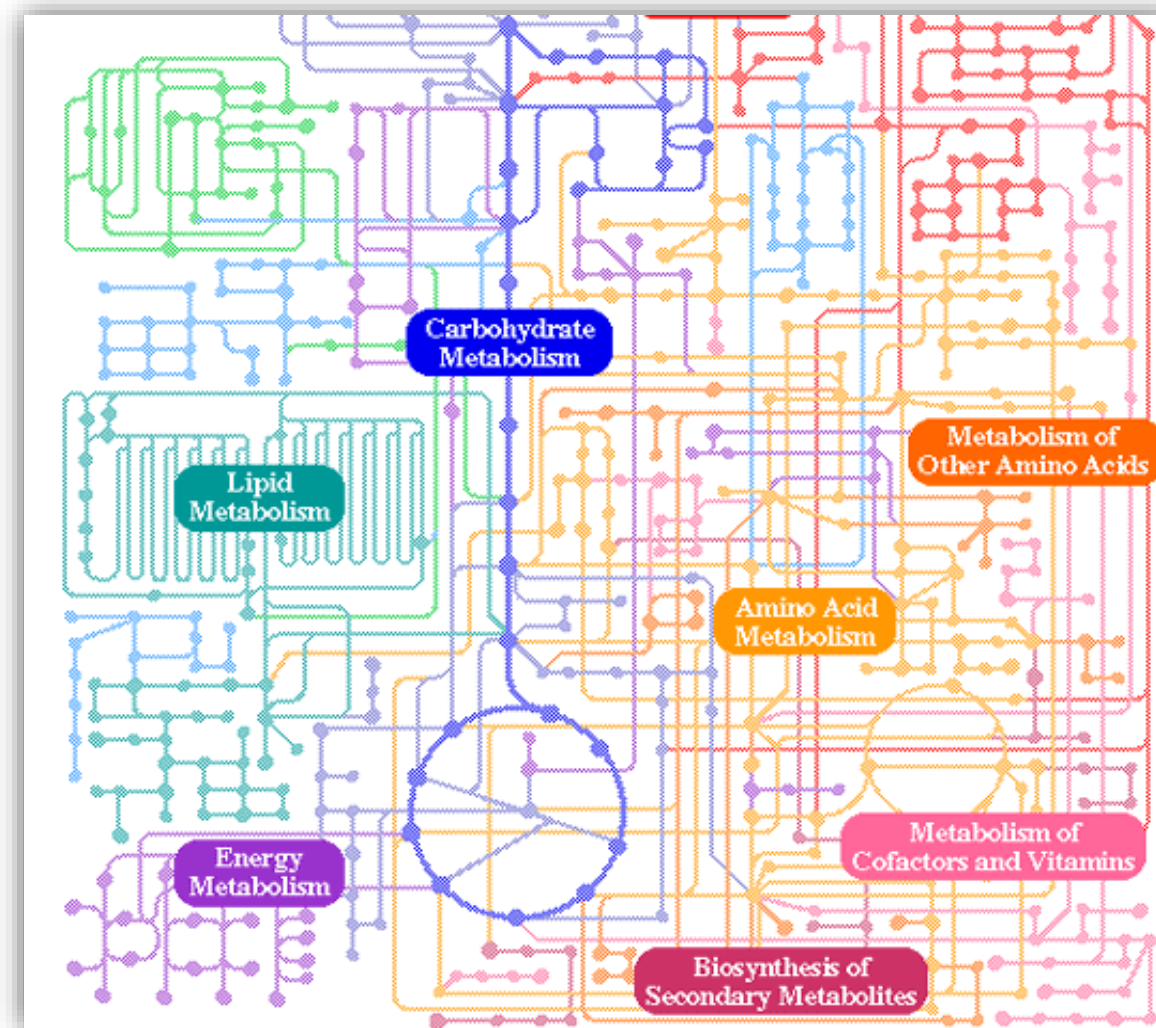 Carbohydrate
Metabolism
Metabolism of
Other Amino Acids
Lipid
Metabolism
Amino Acid
Metabolism
Metabolism of
Cofactors and Vitamins
Energy
Metabolism
Biosynthesis of
Secondary Metabolites